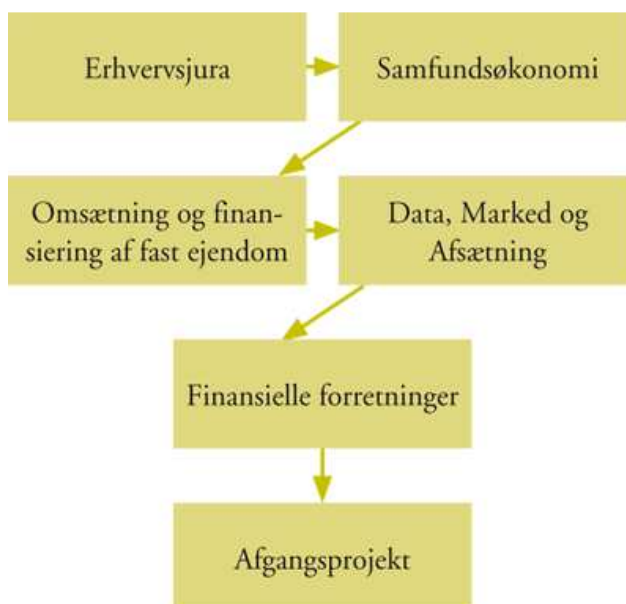 Erhvervsjura
Samfundsøkonomi
Omsætning og finan-
siering af fast ejendom
Data, Marked og
Afsætning
Finansielle forretninger
Afgangsprojekt